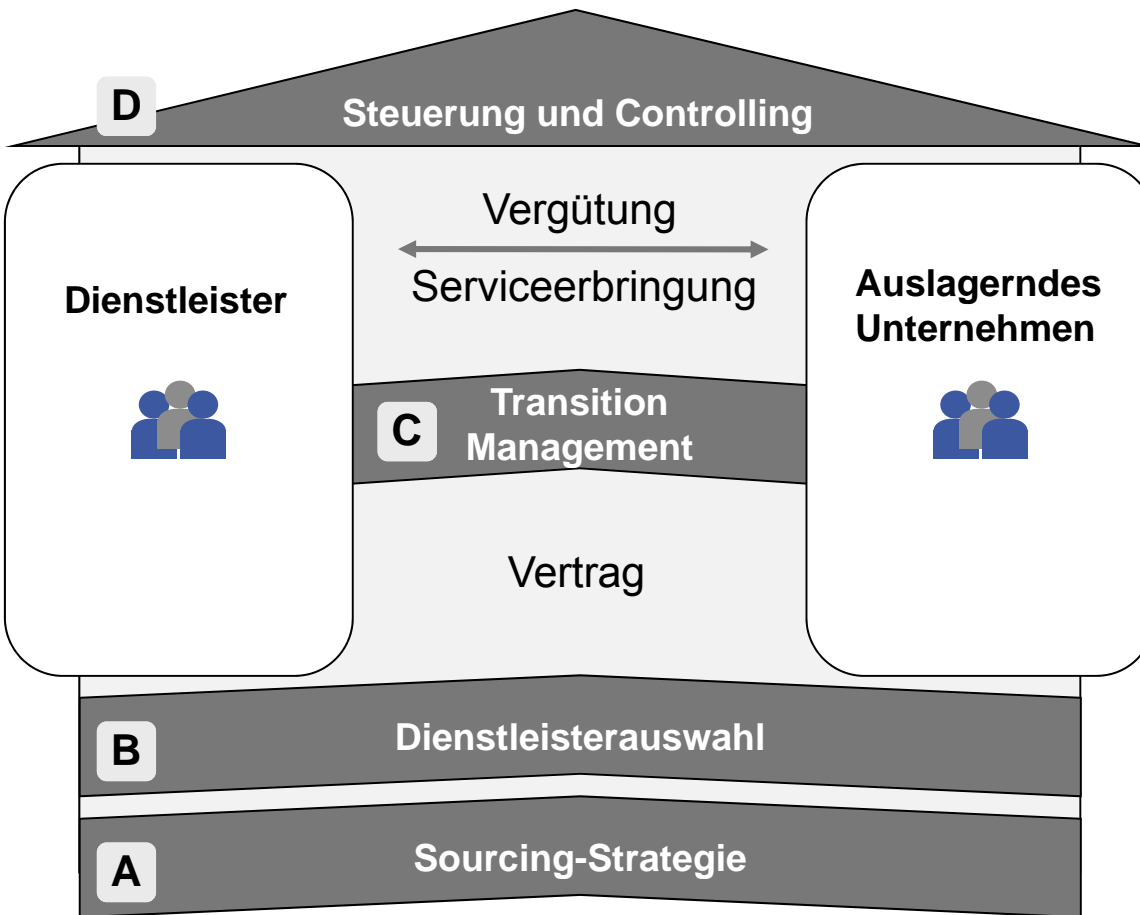 D
Steuerung und Controlling
Vergütung
Serviceerbringung
Dienstleister
Auslagerndes
Unternehmen
C
Transition
Management
Vertrag
B
Dienstleisterauswahl
A
Sourcing-Strategie